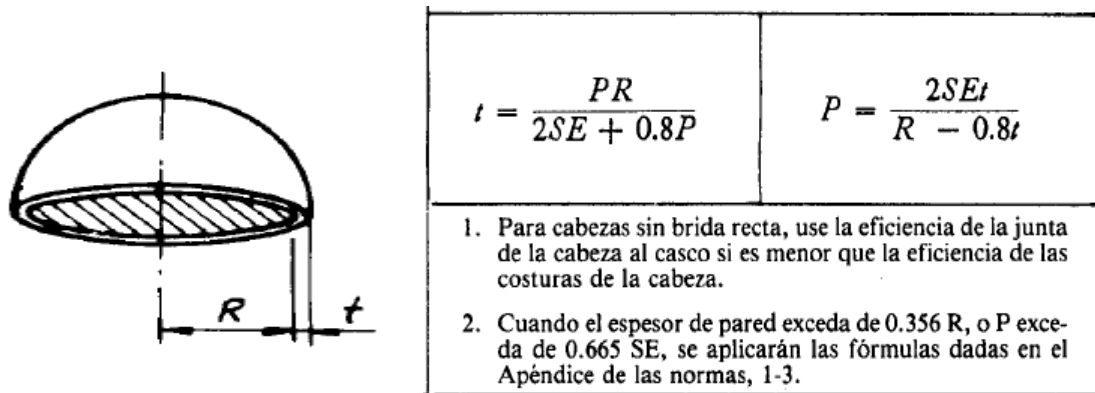 R
t
t = PR / 2SE + 0.8P
P = 2SEt / R - 0.8t
1. Para cabezas sin brida recta, use la eficiencia de la junta
de la cabeza al casco si es menor que la eficiencia de las
costuras de la cabeza.
2. Cuando el espesor de pared exceda de 0.356 R, o P exce-
da de 0.665 SE, se aplicarán las fórmulas dadas en el
Apéndice de las normas, 1-3.